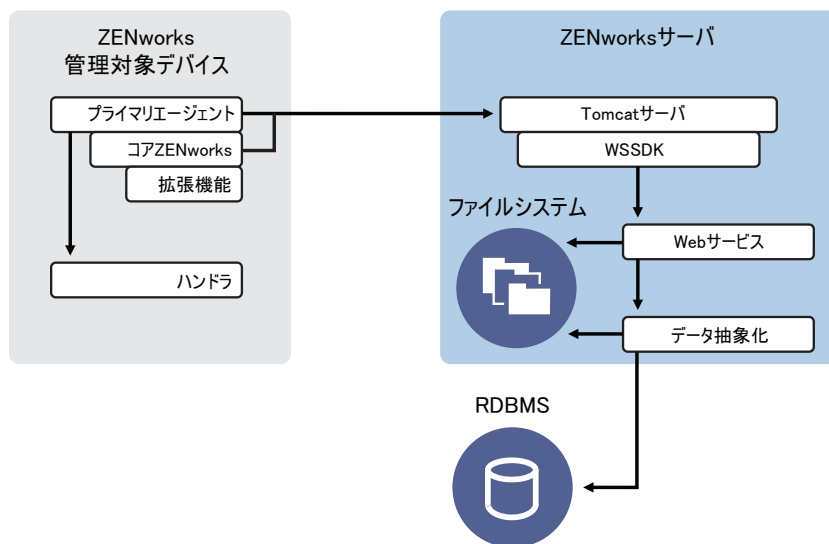 ZENworks
管理対象デバイス
プライマリエージェント
コアZENworks
拡張機能
ハンドラ
ZENworksサーバ
Tomcatサーバ
WSSDK
ファイルシステム
Webサービス
データ抽象化
RDBMS